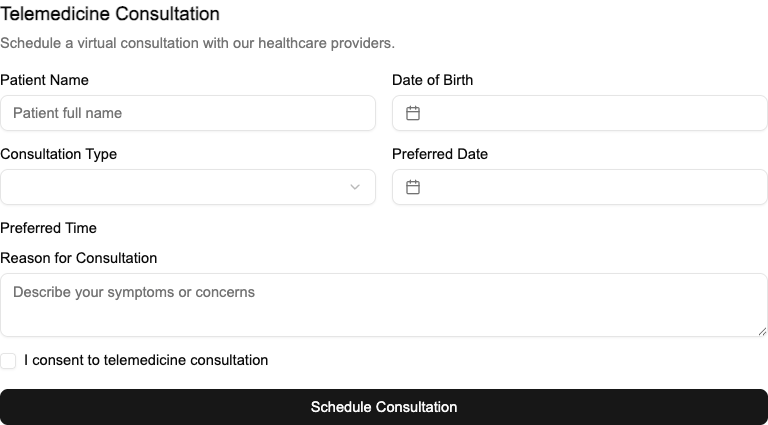 Telemedicine Consultation
Schedule a virtual consultation with our healthcare providers.
Patient Name
Patient full name
Date of Birth
Consultation Type
Preferred Date
Preferred Time
Reason for Consultation
Describe your symptoms or concerns
I consent to telemedicine consultation
Schedule Consultation